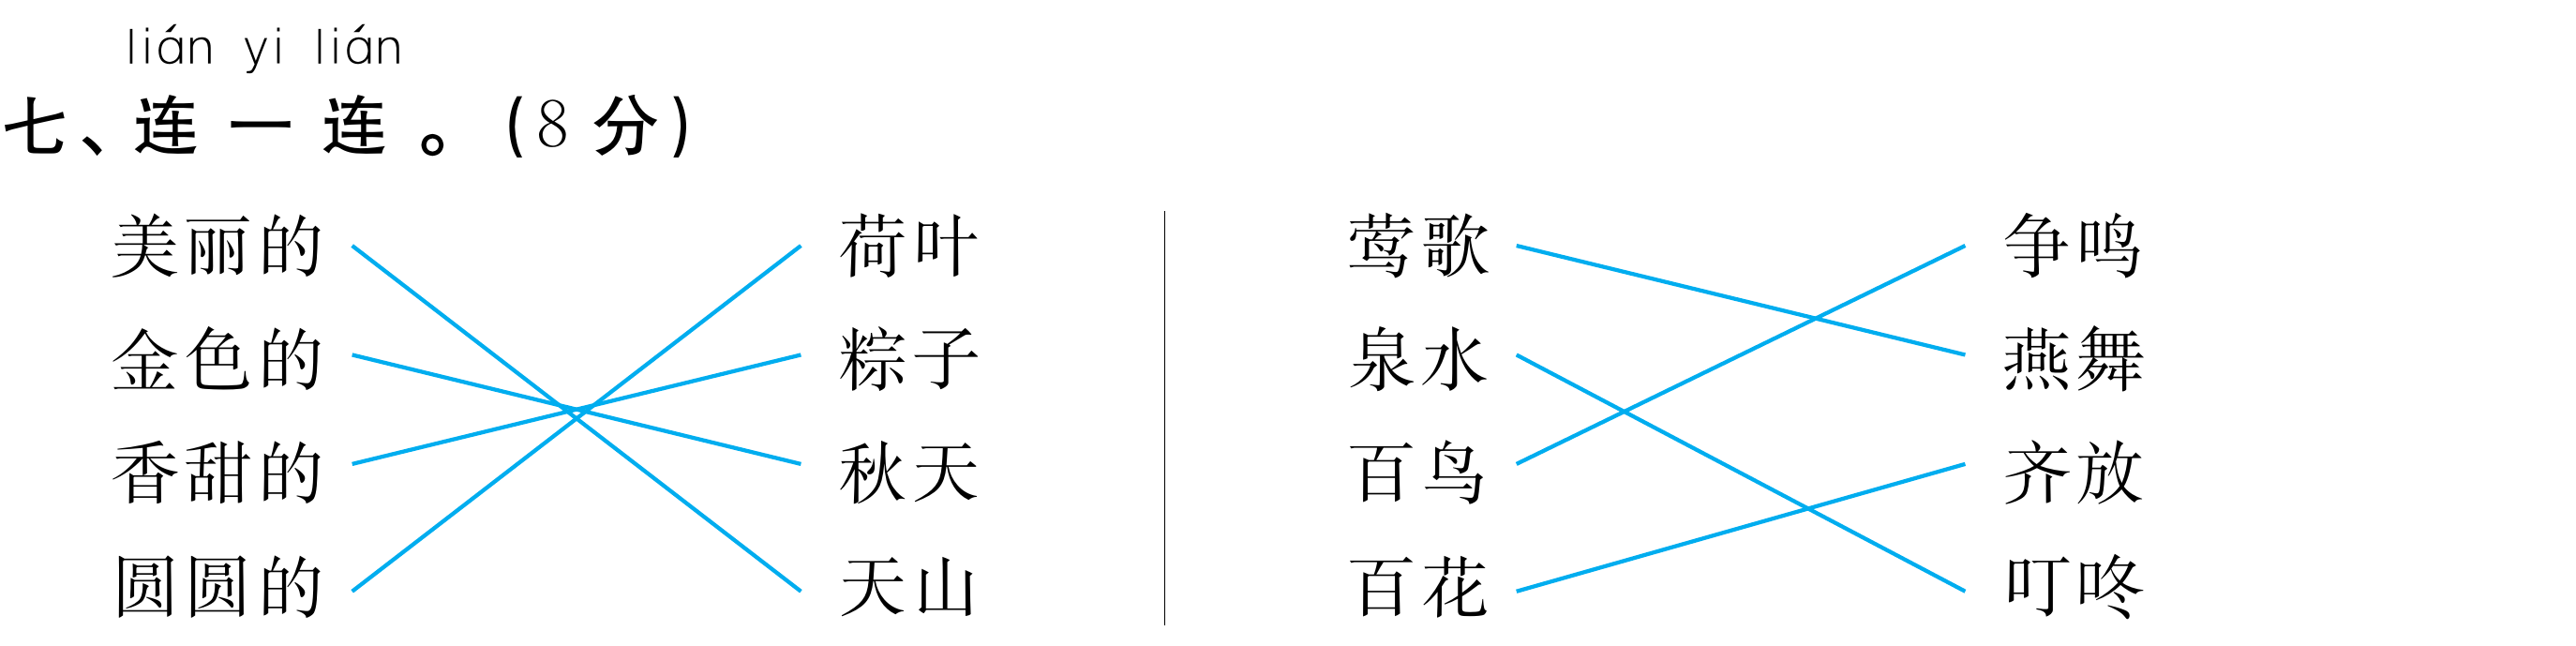 lián yi lián
七、连一连。(8分)
美丽的 荷叶 莺歌 争鸣
金色的 粽子 泉水 燕舞
香甜的 秋天 百鸟 齐放
圆圆的 天山 百花 叮咚